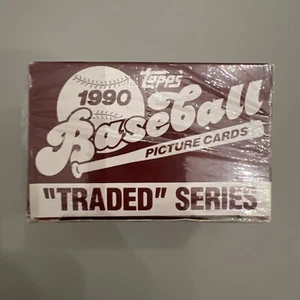 topps
1990
Baseball
PICTURE CARDS
"TRADED" SERIES